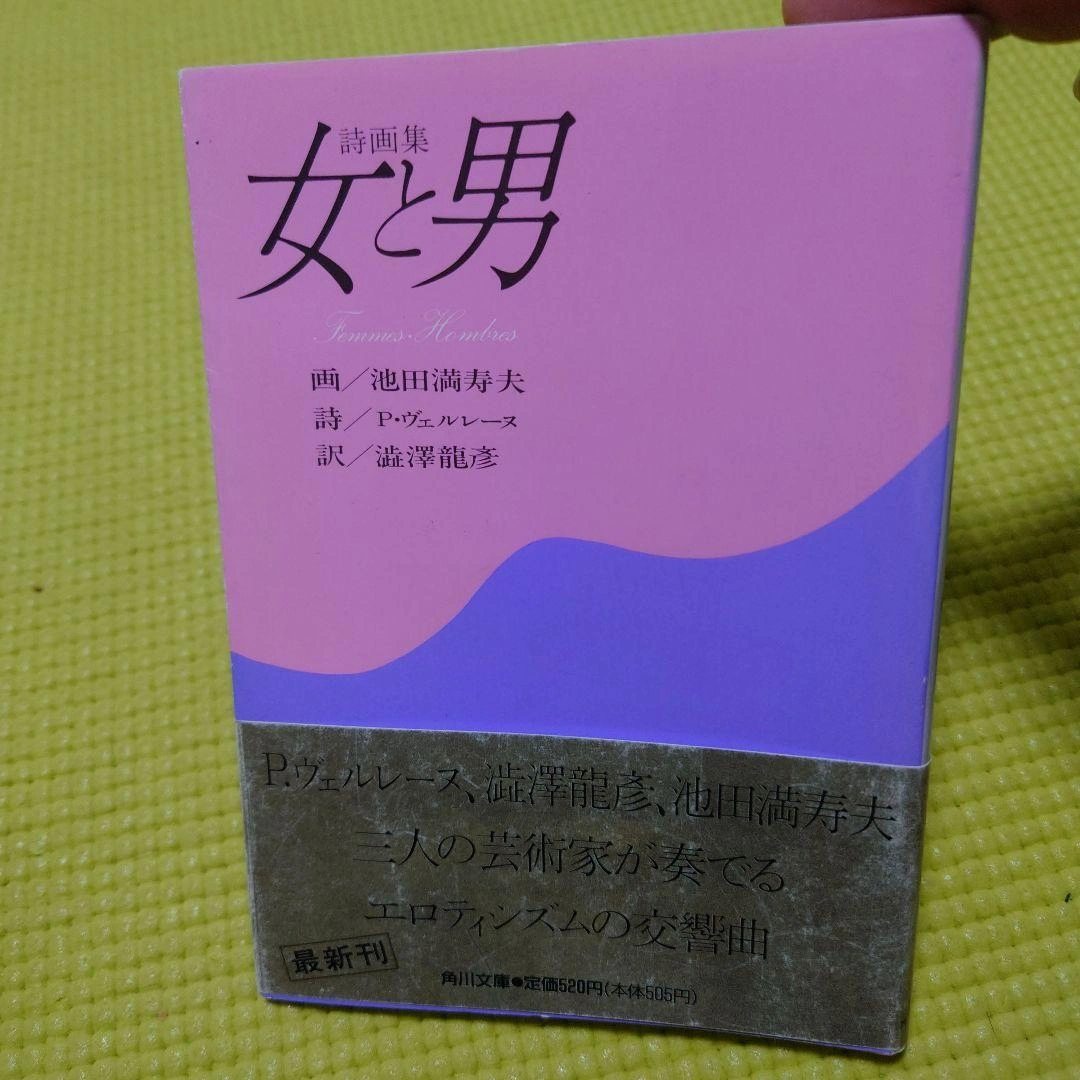 詩画集
女と男
Femmes・Hombres
画／池田満寿夫
詩／P・ヴェルレーヌ
訳／澁澤龍彥
P.ヴェルレーヌ、澁澤龍彥、池田満寿夫
三人の芸術家が奏でる
エロティシズムの交響曲
最新刊
角川文庫●定価520円(本体505円)